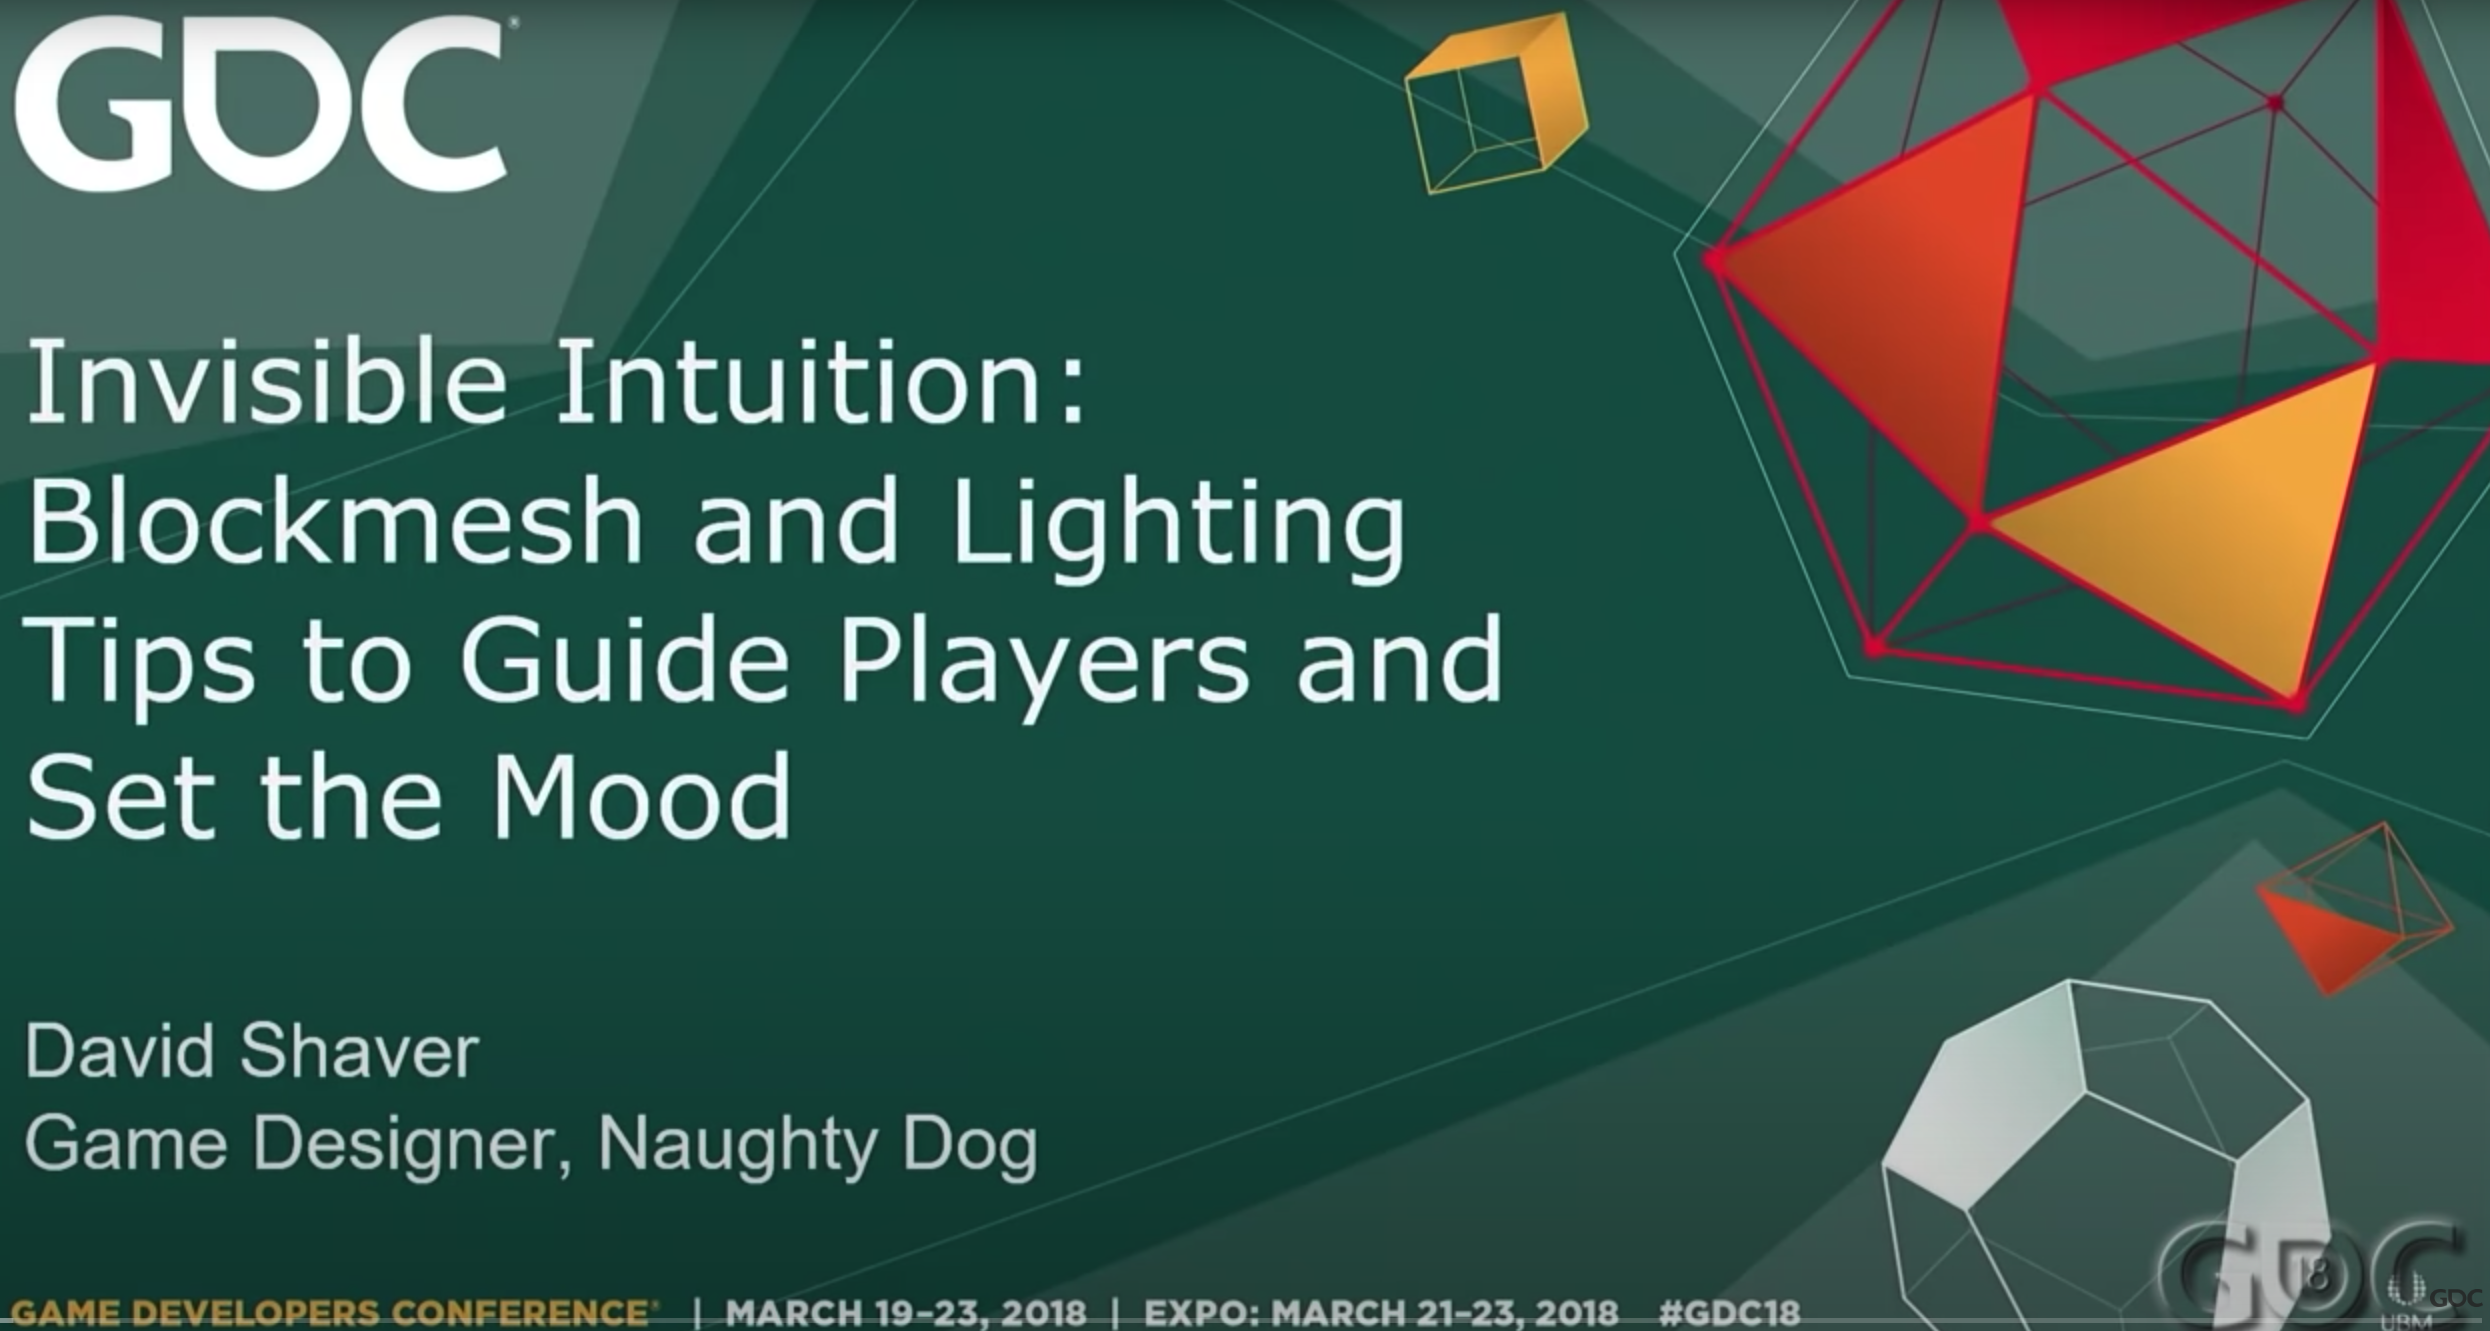 GDC®
Invisible Intuition:
Blockmesh and Lighting
Tips to Guide Players and
Set the Mood
David Shaver
Game Designer, Naughty Dog
GAME DEVELOPERS CONFERENCE® | MARCH 19–23, 2018 | EXPO: MARCH 21–23, 2018 #GDC18
GDC
18
GDC
UBM